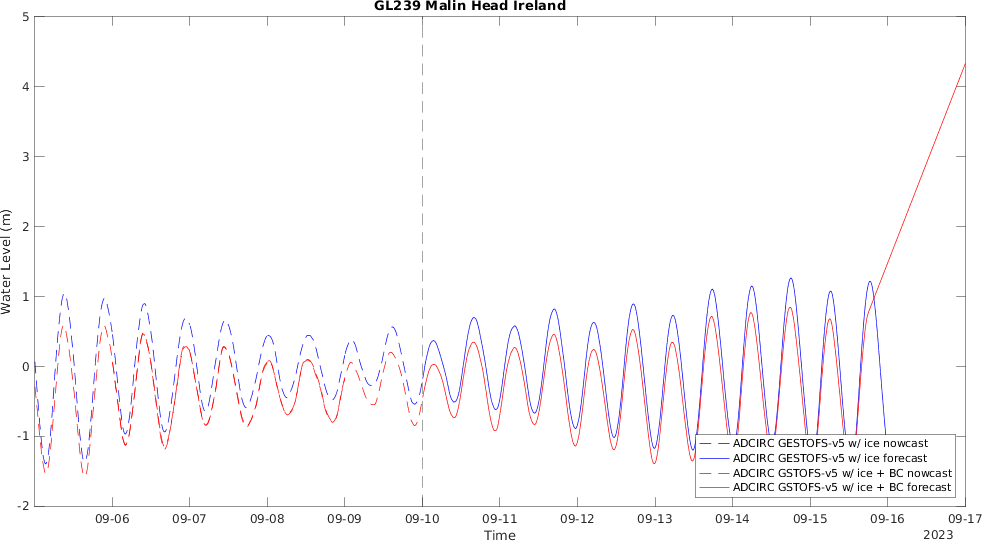 GL239 Malin Head Ireland
5
4
3
2
1
0
-1
-2
Water Level (m)
ADCIRC GESTOFS-v5 w/ ice nowcast
ADCIRC GESTOFS-v5 w/ ice forecast
ADCIRC GSTOFS-v5 w/ ice + BC nowcast
ADCIRC GSTOFS-v5 w/ ice + BC forecast
09-06 09-07 09-08 09-09 09-10 09-11 09-12 09-13 09-14 09-15 09-16 09-17
Time
2023